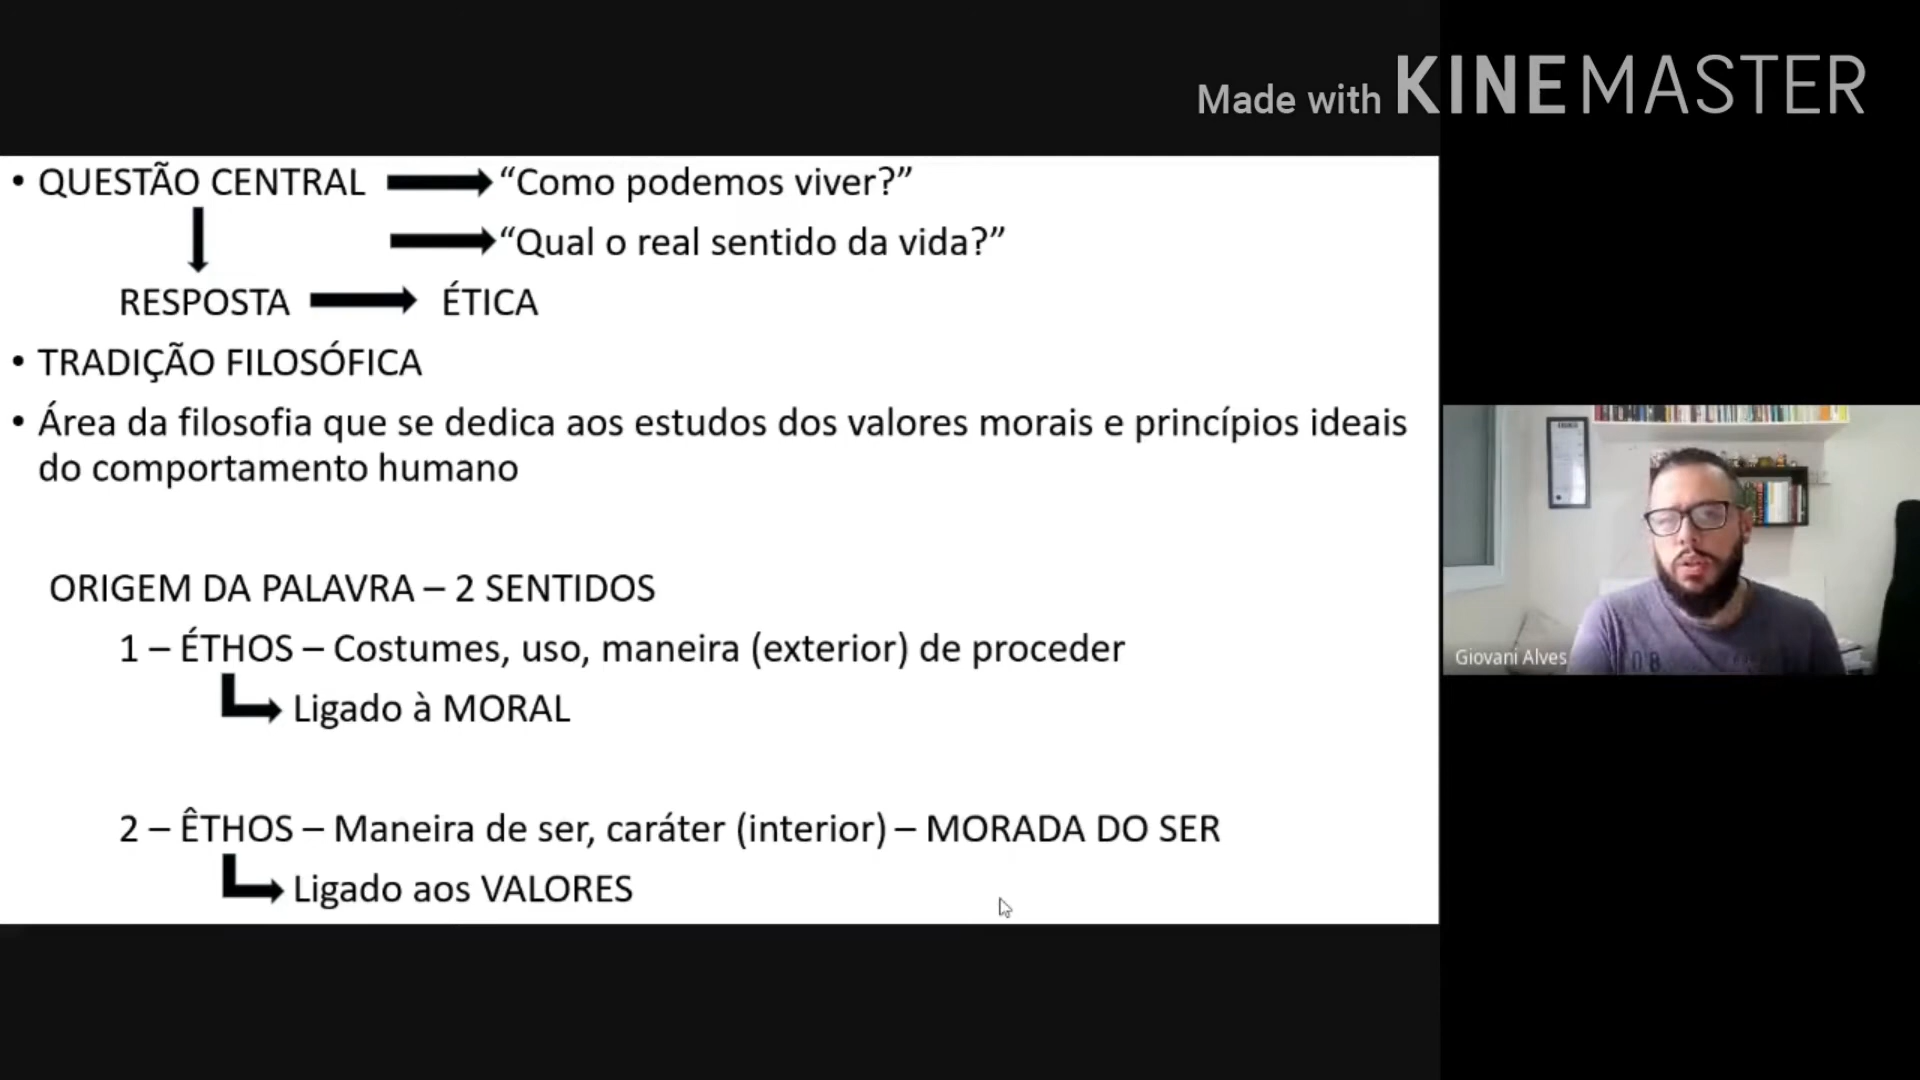 Made with KINEMASTER
• QUESTÃO CENTRAL “Como podemos viver?”
“Qual o real sentido da vida?”
RESPOSTA ÉTICA
• TRADIÇÃO FILOSÓFICA
• Área da filosofia que se dedica aos estudos dos valores morais e princípios ideais
do comportamento humano
ORIGEM DA PALAVRA – 2 SENTIDOS
1 – ÉTHOS – Costumes, uso, maneira (exterior) de proceder
Ligado à MORAL
2 – ÊTHOS – Maneira de ser, caráter (interior) – MORADA DO SER
Ligado aos VALORES
Giovani Alves